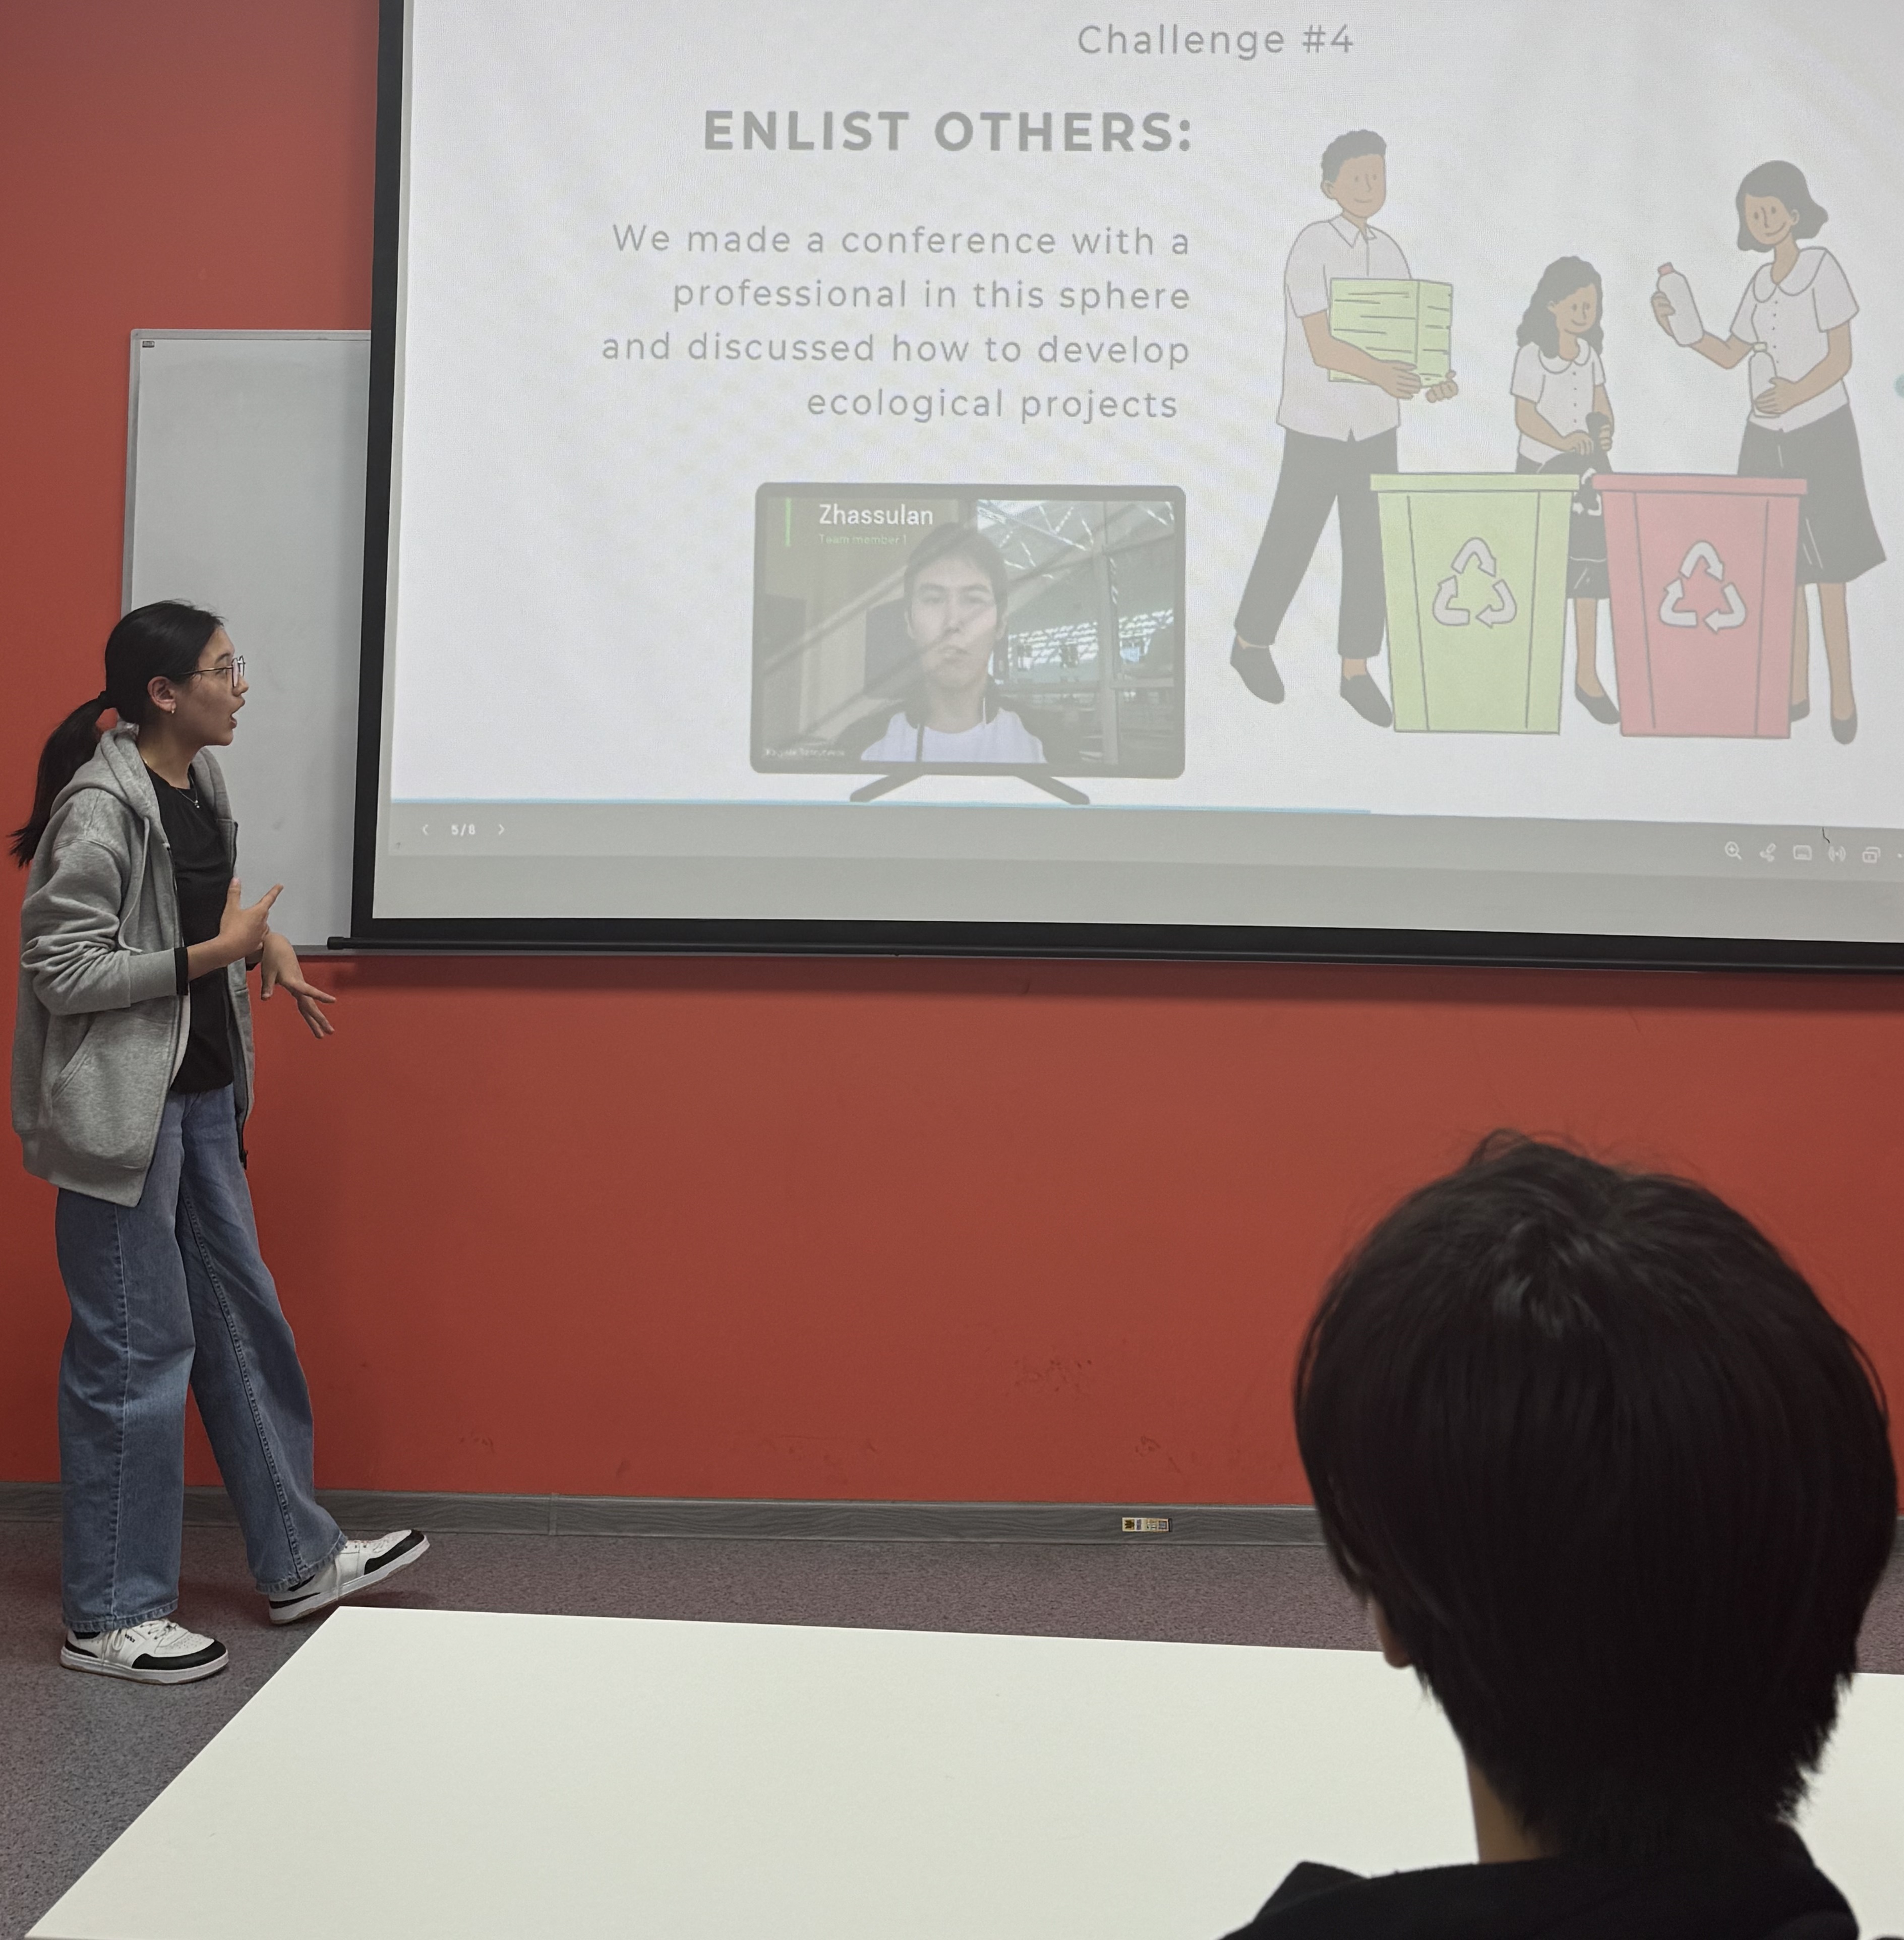 Challenge #4
ENLIST OTHERS:
We made a conference with a
professional in this sphere
and discussed how to develop
ecological projects
Zhassulan
Team member 1
5/8